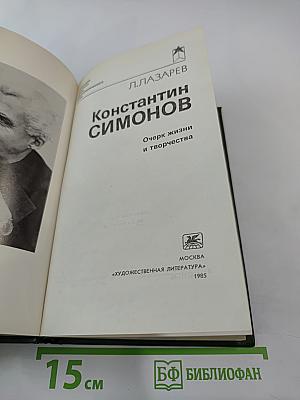 Л. ЛАЗАРЕВ
Константин
СИМОНОВ
Очерк жизни
и творчества
МОСКВА
«ХУДОЖЕСТВЕННАЯ ЛИТЕРАТУРА»
1985
15 см
БФ БИБЛИОФАН